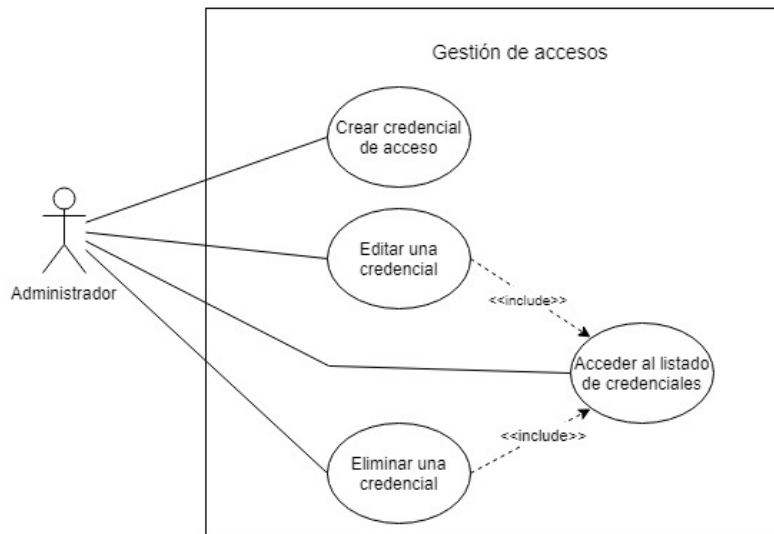 Gestión de accesos
Crear credencial
de acceso
Editar una
credencial
Administrador
<<include>>
Acceder al listado
de credenciales
<<include>>
Eliminar una
credencial